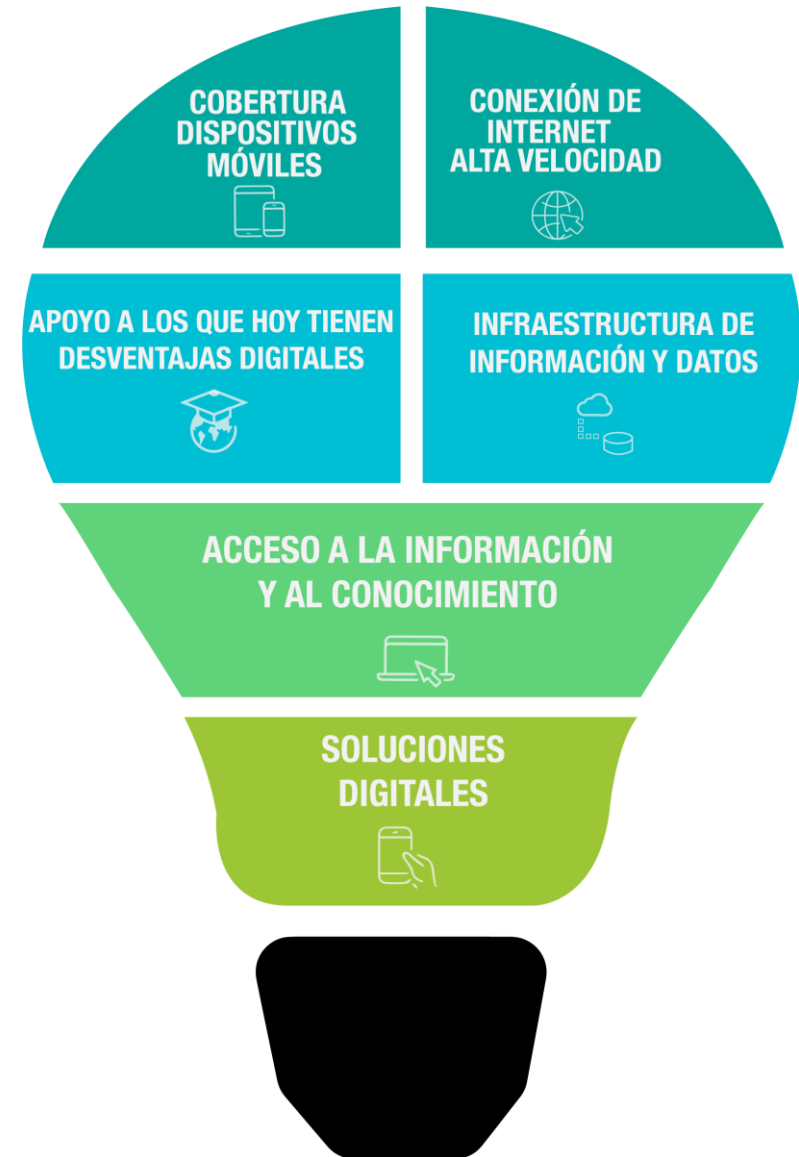 COBERTURA
DISPOSITIVOS
MÓVILES
CONEXIÓN DE
INTERNET
ALTA VELOCIDAD
APOYO A LOS QUE HOY TIENEN
DESVENTAJAS DIGITALES
INFRAESTRUCTURA DE
INFORMACIÓN Y DATOS
ACCESO A LA INFORMACIÓN
Y AL CONOCIMIENTO
SOLUCIONES
DIGITALES